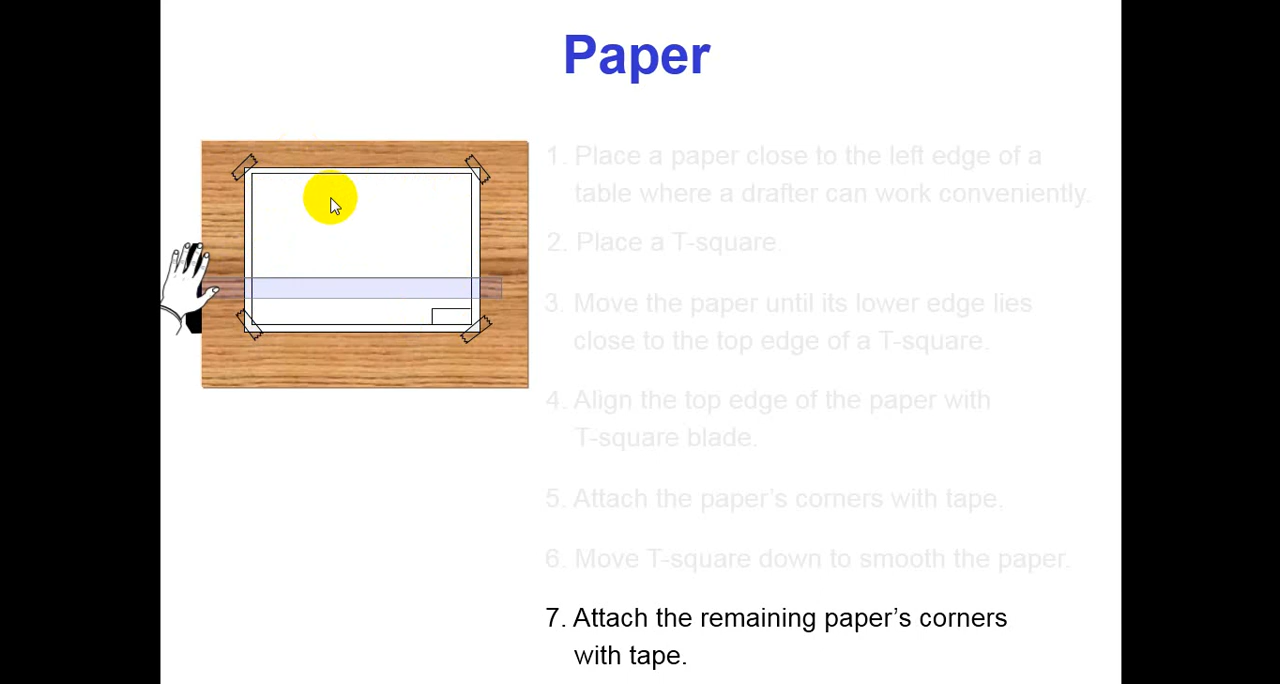 Paper
1. Place a paper close to the left edge of a
table where a drafter can work conveniently.
2. Place a T-square.
3. Move the paper until its lower edge lies
close to the top edge of a T-square.
4. Align the top edge of the paper with
T-square blade.
5. Attach the paper’s corners with tape.
6. Move T-square down to smooth the paper.
7. Attach the remaining paper’s corners
with tape.